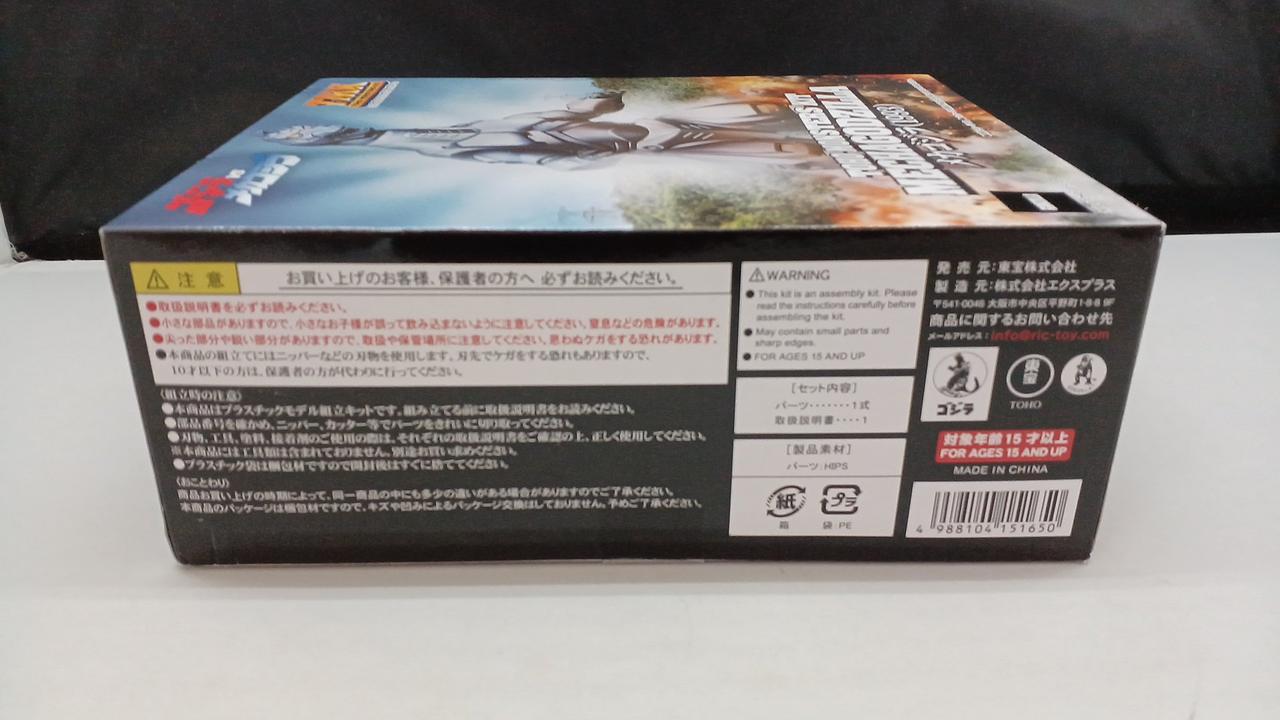 MECHAGODZILLA
注意
お買い上げのお客様、保護者の方へ 必ずお読みください。
●取扱説明書を必ずお読みください。
●小さな部品がありますので、小さなお子様が誤って飲み込まないように注意してください。窒息などの危険があります。
●尖った部分や鋭い部分がありますので、取扱や保管場所に注意してください。思わぬケガをする恐れがあります。
●本商品の組立てにはニッパーなどの刃物を使用します。刃先でケガをする恐れもありますので、
10才以下の方は、保護者の方が代わりに行ってください。
〈組立時の注意〉
●本商品はプラスチックモデル組立キットです。組み立てる前に取扱説明書をお読みください。
●部品番号を確かめ、ニッパー、カッター等でパーツをきれいに切り取ってください。
●刃物、工具、塗料、接着剤のご使用の際は、それぞれの取扱説明書をご確認の上、正しく使用してください。
※本商品には工具類は含まれておりません。別途お買い求めください。
●プラスチック袋は梱包材ですので開封後はすぐに捨ててください。
〈おことわり〉
商品お買い上げの時期によって、同一商品の中にも多少の違いがある場合がありますのでご了承ください。
本商品のパッケージは梱包材ですので、キズや凹みによるパッケージ交換はしておりません。予めご了承ください。
WARNING
● This kit is an assembly kit. Please
read the instructions carefully before
assembling the kit.
● May contain small parts and
sharp edges.
● FOR AGES 15 AND UP
[セット内容]
パーツ・・・・・・・1式
取扱説明書・・・・1
[製品素材]
パーツ:HIPS
紙
箱
プラ
袋:PE
発 売 元:東宝株式会社
製 造 元:株式会社エクスプラス
〒541-0046 大阪市中央区平野町1-8-8 9F
商品に関するお問い合わせ先
メールアドレス:info@ric-toy.com
ゴジラ
東宝
TOHO
対象年齢15才以上
FOR AGES 15 AND UP
MADE IN CHINA
4 988104 151650